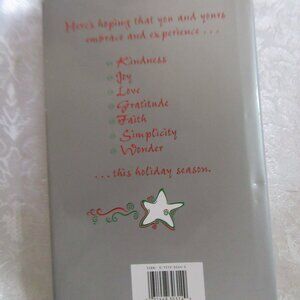 Here's hoping that you and yours
embrace and experience . . .
Kindness
Joy
Love
Gratitude
Faith
Simplicity
Wonder
. . . this holiday season.